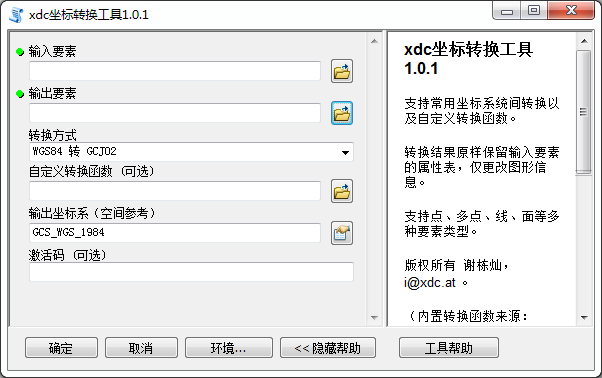 xdc坐标转换工具1.0.1
输入要素
输出要素
转换方式
WGS84 转 GCJ02
自定义转换函数 (可选)
输出坐标系 (空间参考)
GCS_WGS_1984
激活码 (可选)
xdc坐标转换工具
1.0.1
支持常用坐标系统间转换以
及自定义转换函数。
转换结果原样保留输入要素
的属性表，仅更改图形信
息。
支持点、多点、线、面等多
种要素类型。
版权所有 谢栋灿，
i@xdc.at 。
（内置转换函数来源：
确定
取消
环境...
<< 隐藏帮助
工具帮助